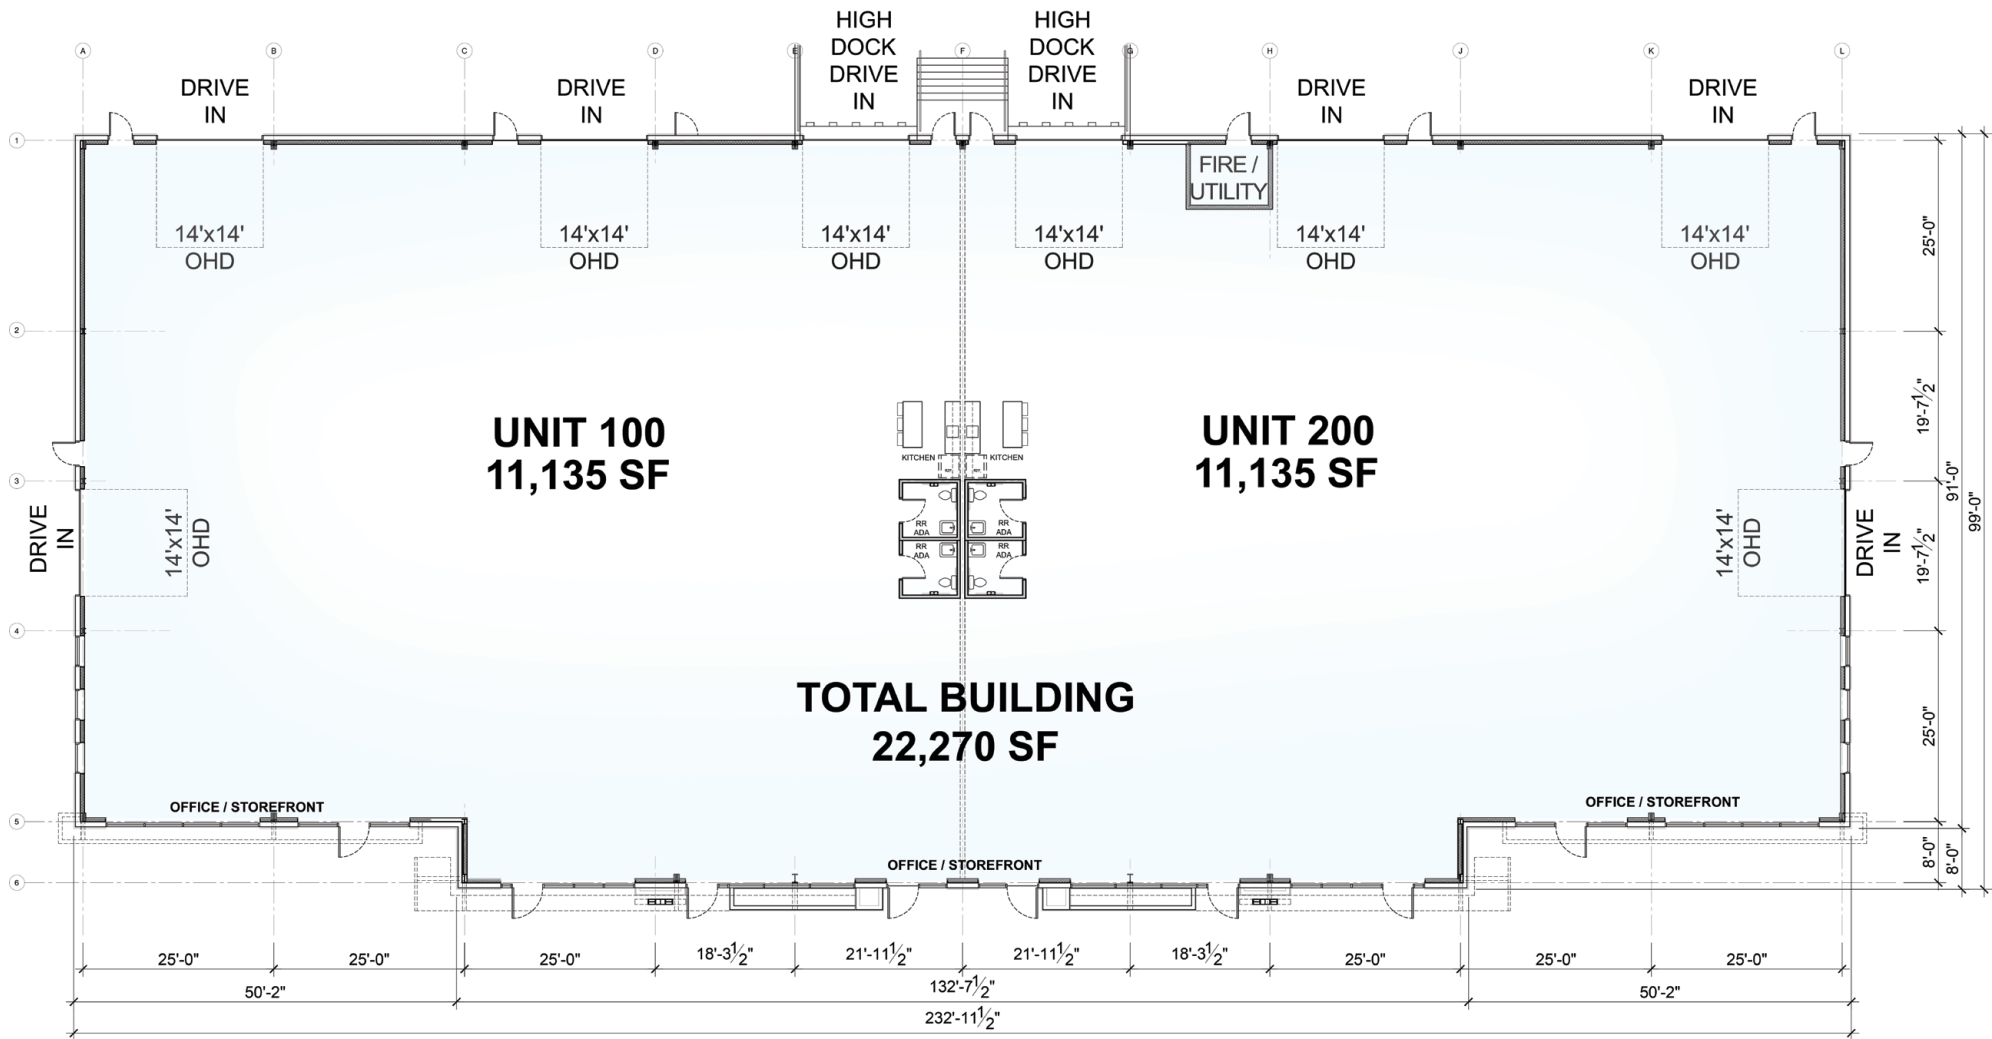 HIGH
DOCK
DRIVE
IN
HIGH
DOCK
DRIVE
IN
A
B
C
D
E
F
G
H
J
K
L
DRIVE
IN
DRIVE
IN
DRIVE
IN
DRIVE
IN
1
2
3
4
5
6
14'x14'
OHD
14'x14'
OHD
14'x14'
OHD
14'x14'
OHD
14'x14'
OHD
14'x14'
OHD
FIRE /
UTILITY
UNIT 100
11,135 SF
UNIT 200
11,135 SF
KITCHEN
KITCHEN
RR
ADA
RR
ADA
RR
ADA
RR
ADA
DRIVE
IN
14'x14'
OHD
14'x14'
OHD
DRIVE
IN
TOTAL BUILDING
22,270 SF
OFFICE / STOREFRONT
OFFICE / STOREFRONT
OFFICE / STOREFRONT
25'-0"
19'-7½"
19'-7½"
25'-0"
8'-0"
91'-0"
8'-0"
99'-0"
25'-0"
25'-0"
25'-0"
18'-3½"
21'-11½"
21'-11½"
18'-3½"
25'-0"
25'-0"
25'-0"
50'-2"
132'-7½"
50'-2"
232'-11½"